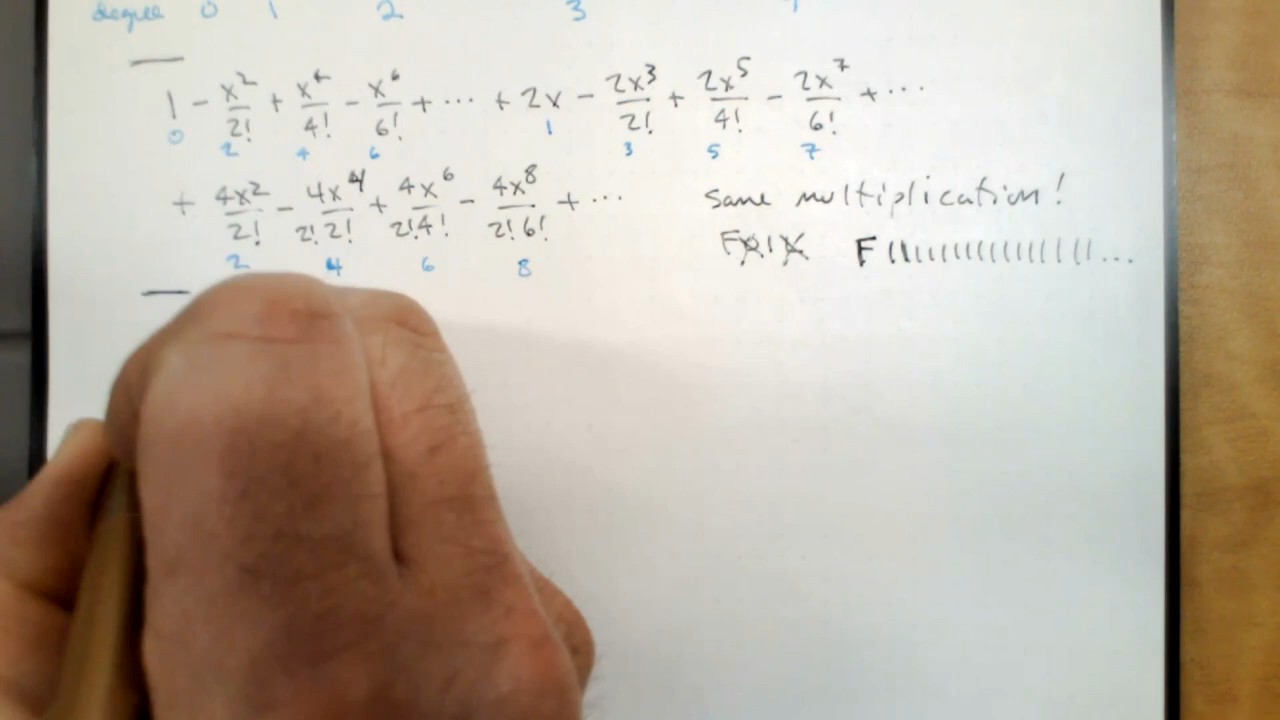 degree 0 1 2 3
1 - x²/2! + x⁴/4! - x⁶/6! + ... + 2x - 2x³/2! + 2x⁵/4! - 2x⁷/6! + ...
0 2 4 6 1 3 5 7
+ 4x²/2! - 4x⁴/2!2! + 4x⁶/2!4! - 4x⁸/2!6! + ...
same multiplication!
2 4 6 8
FOIL F I I I I I I I I I I I I I I I I I ...